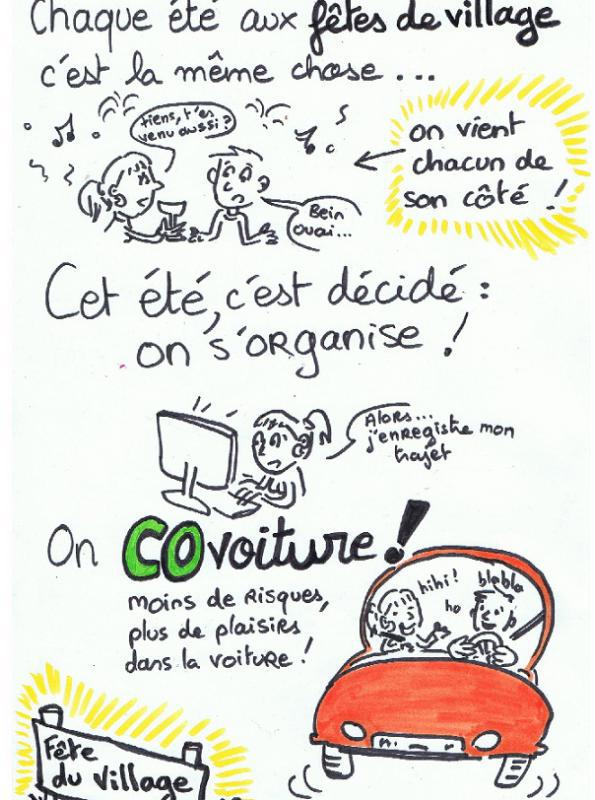 Chaque été aux fêtes de village
c'est la même chose...
tiens, t'es
venu aussi?
on vient
chacun de
son côté !
Bein
ouai...
Cet été, c'est décidé :
on s'organise !
Alors...
j'enregistre mon
trajet
On COvoiture !
moins de risques,
plus de plaisirs
dans la voiture !
hihi !
blabla
ho
Fête
du village